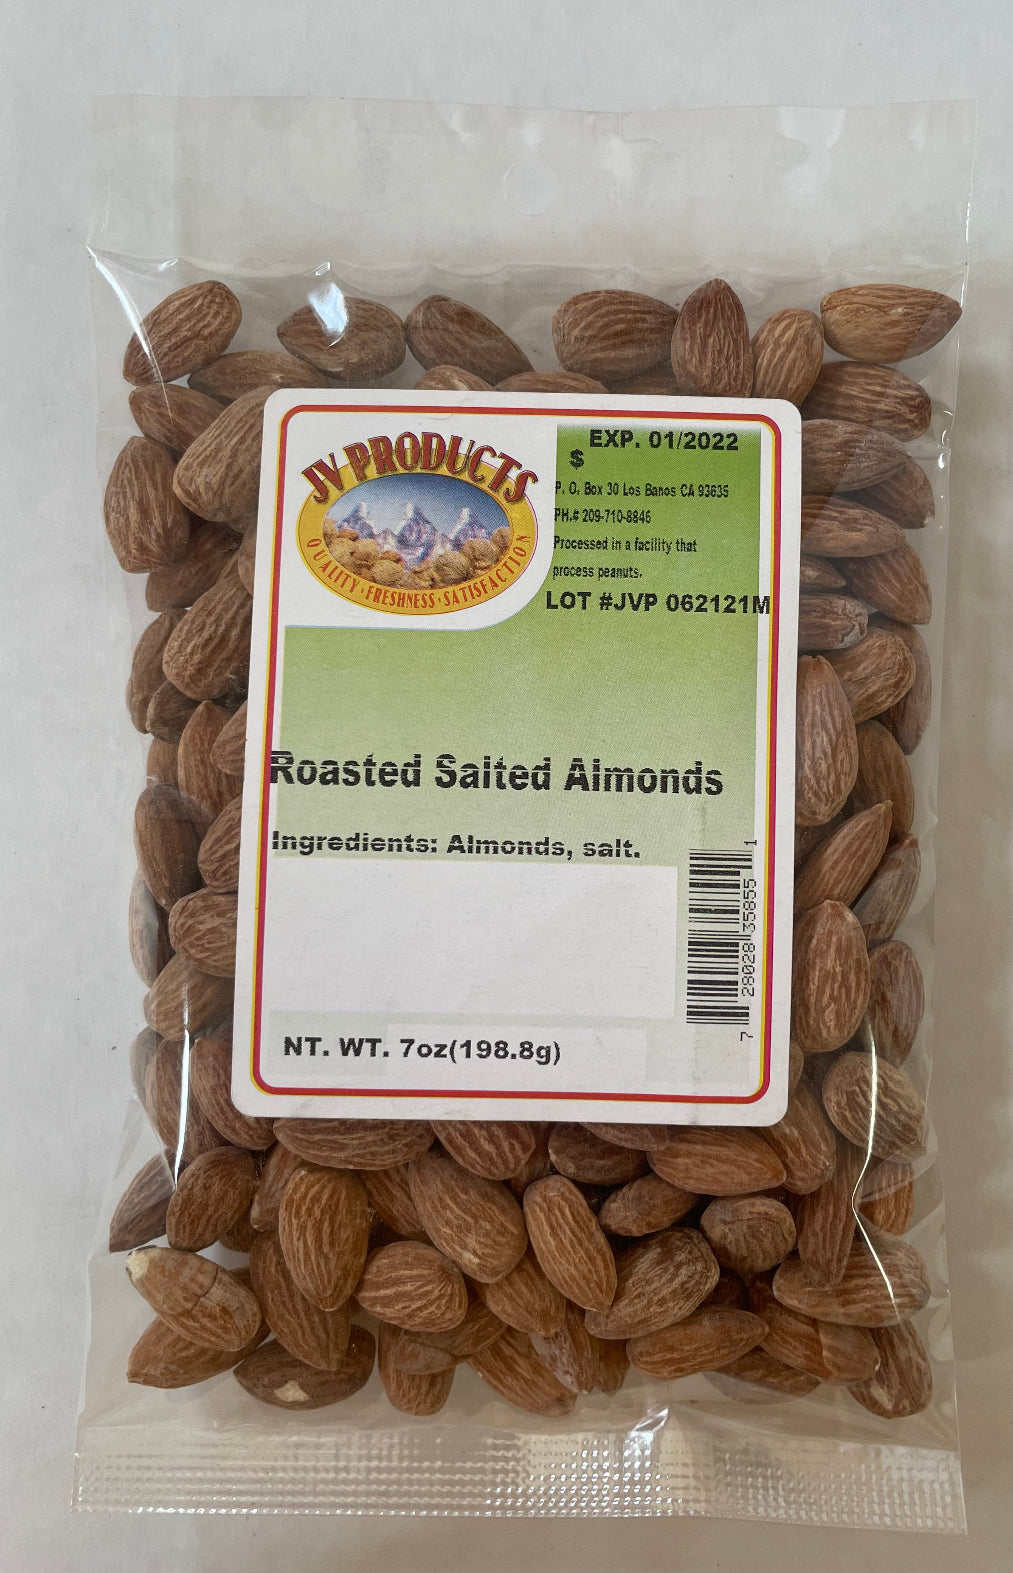 JV PRODUCTS
QUALITY · FRESHNESS · SATISFACTION
EXP. 01/2022
$
P. O. Box 30 Los Banos CA 93635
PH.# 209-710-8846
Processed in a facility that
process peanuts.
LOT #JVP 062121M
Roasted Salted Almonds
Ingredients: Almonds, salt.
7 28028 35855 1
NT. WT. 7oz(198.8g)